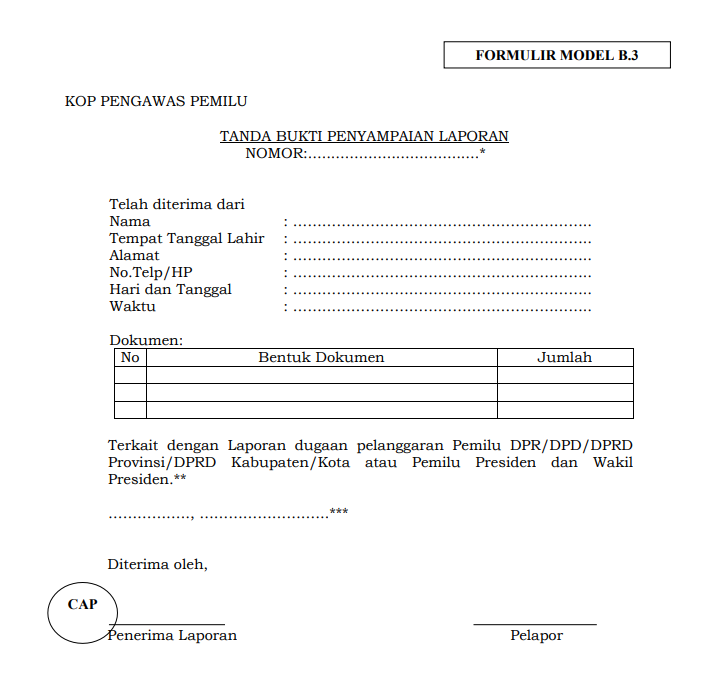 FORMULIR MODEL B.3
KOP PENGAWAS PEMILU
TANDA BUKTI PENYAMPAIAN LAPORAN
NOMOR:.....................................*
Telah diterima dari
Nama : ..............................................................
Tempat Tanggal Lahir : ..............................................................
Alamat : ..............................................................
No.Telp/HP : ..............................................................
Hari dan Tanggal : ..............................................................
Waktu : ..............................................................
Dokumen:
No Bentuk Dokumen Jumlah
Terkait dengan Laporan dugaan pelanggaran Pemilu DPR/DPD/DPRD
Provinsi/DPRD Kabupaten/Kota atau Pemilu Presiden dan Wakil
Presiden.**
................., ...........................***
Diterima oleh,
CAP
Penerima Laporan Pelapor